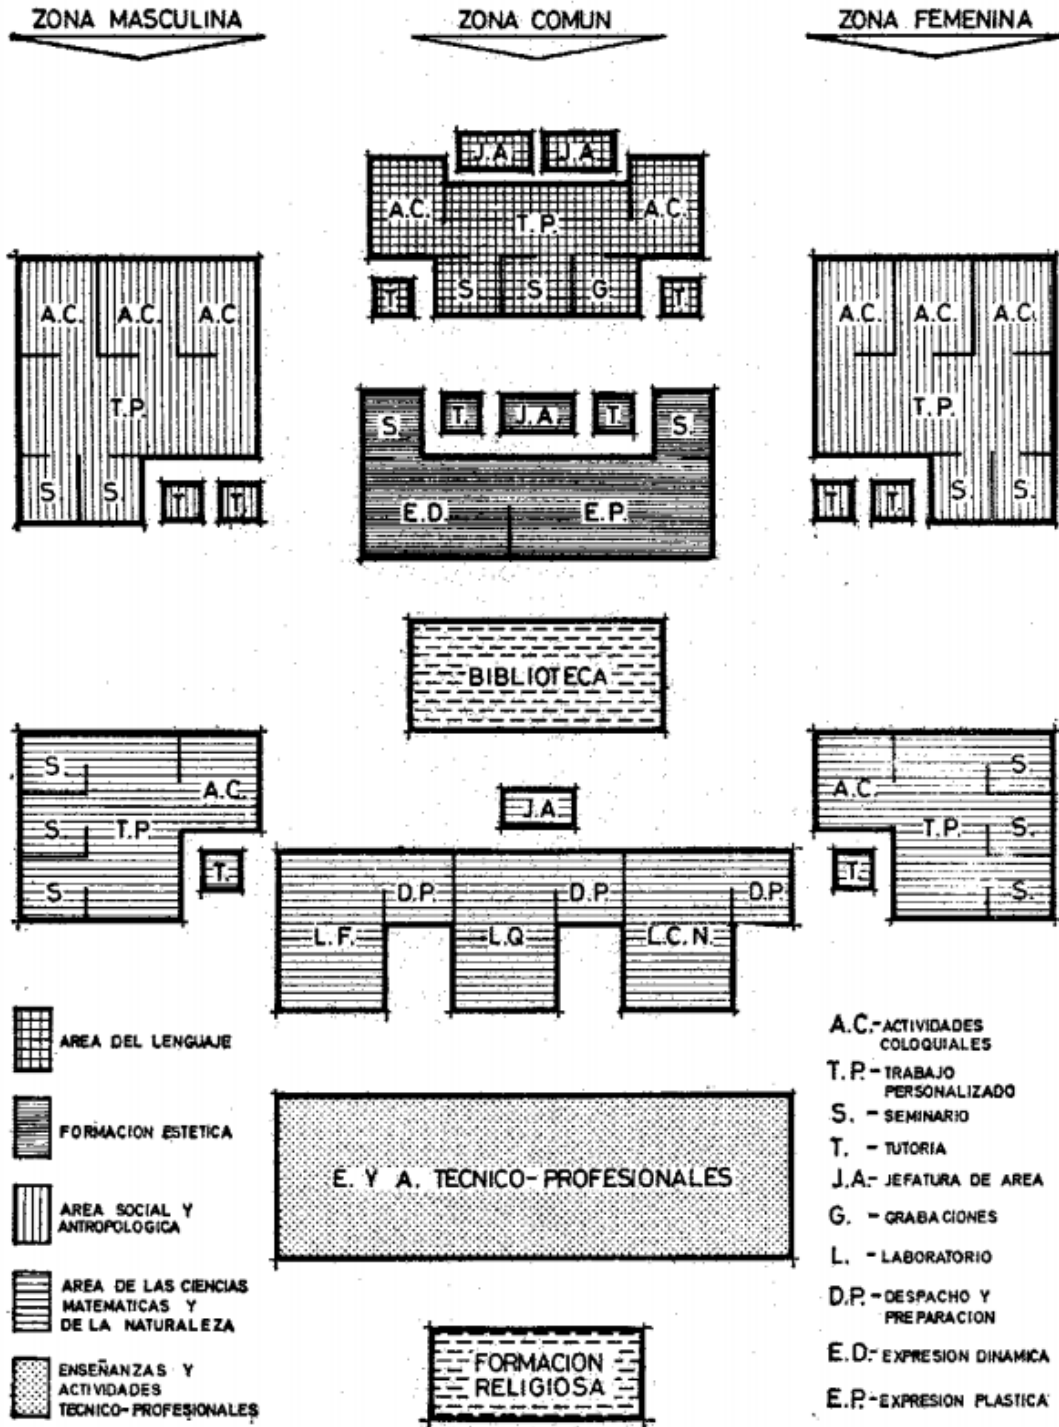 ZONA MASCULINA
ZONA COMUN
ZONA FEMENINA
J.A.
J.A.
A.C.
T.P.
A.C.
T.
S
S
G.
T.
A.C.
A.C.
A.C
T.P.
S.
S
T.
T.
S.
T.
J.A.
T.
S.
E.D.
E.P.
A.C.
A.C.
A.C.
T.P.
T.
T.
S.
S.
BIBLIOTECA
S.
A.C.
S.
T.P.
S
T.
J.A
D.P.
D.P.
D.P.
L.F.
L.Q
L.C.N.
A.C
S.
T.P.
S.
T.
S.
AREA DEL LENGUAJE
FORMACION ESTETICA
AREA SOCIAL Y
ANTROPOLOGICA
AREA DE LAS CIENCIAS
MATEMATICAS Y
DE LA NATURALEZA
ENSEÑANZAS Y
ACTIVIDADES
TECNICO-PROFESIONALES
E. Y A. TECNICO-PROFESIONALES
FORMACION
RELIGIOSA
A.C.-ACTIVIDADES
COLOQUIALES
T.P.-TRABAJO
PERSONALIZADO
S. - SEMINARIO
T. - TUTORIA
J.A.- JEFATURA DE AREA
G. - GRABACIONES
L. - LABORATORIO
D.P.-DESPACHO Y
PREPARACION
E.D.-EXPRESION DINAMICA
E.P.-EXPRESION PLASTICA